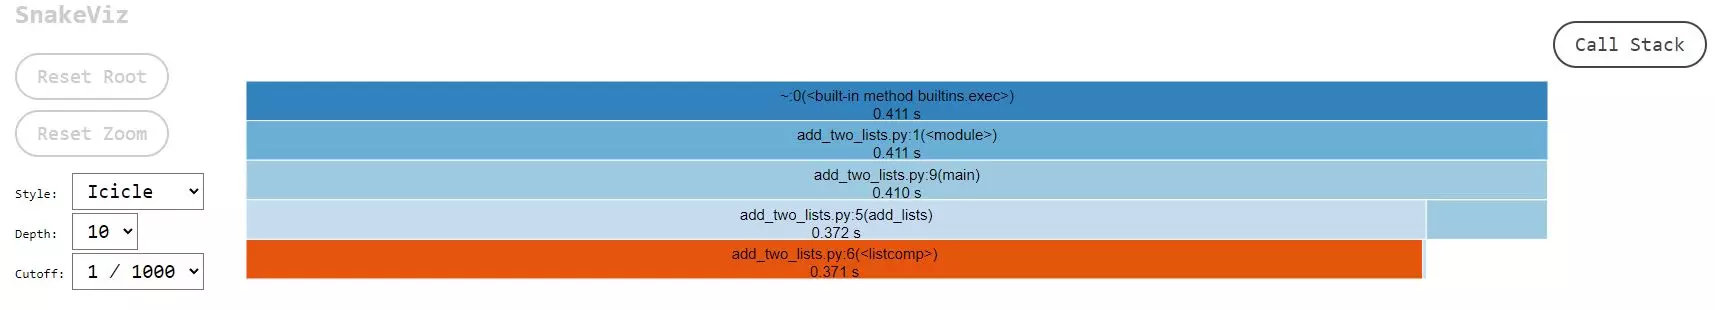 SnakeViz
Call Stack
Reset Root
Reset Zoom
Style: Icicle
Depth: 10
Cutoff: 1 / 1000
~:0(<built-in method builtins.exec>)
0.411 s
add_two_lists.py:1(<module>)
0.411 s
add_two_lists.py:9(main)
0.410 s
add_two_lists.py:5(add_lists)
0.372 s
add_two_lists.py:6(<listcomp>)
0.371 s